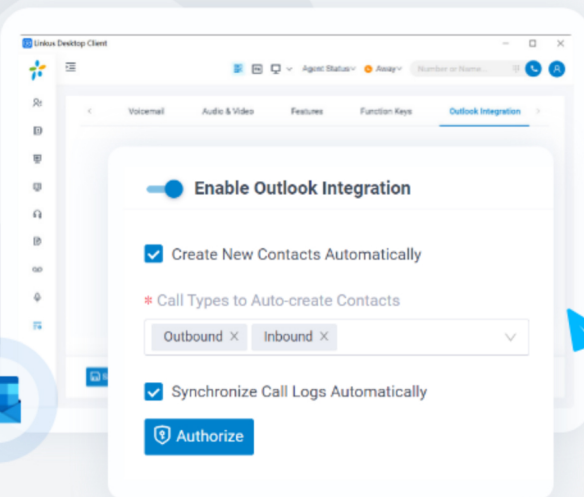 Linkus Desktop Client
Agent Status
Away
Number or Name...
Voicemail
Audio & Video
Features
Function Keys
Outlook Integration
Enable Outlook Integration
Create New Contacts Automatically
* Call Types to Auto-create Contacts
Outbound × Inbound ×
Synchronize Call Logs Automatically
Authorize